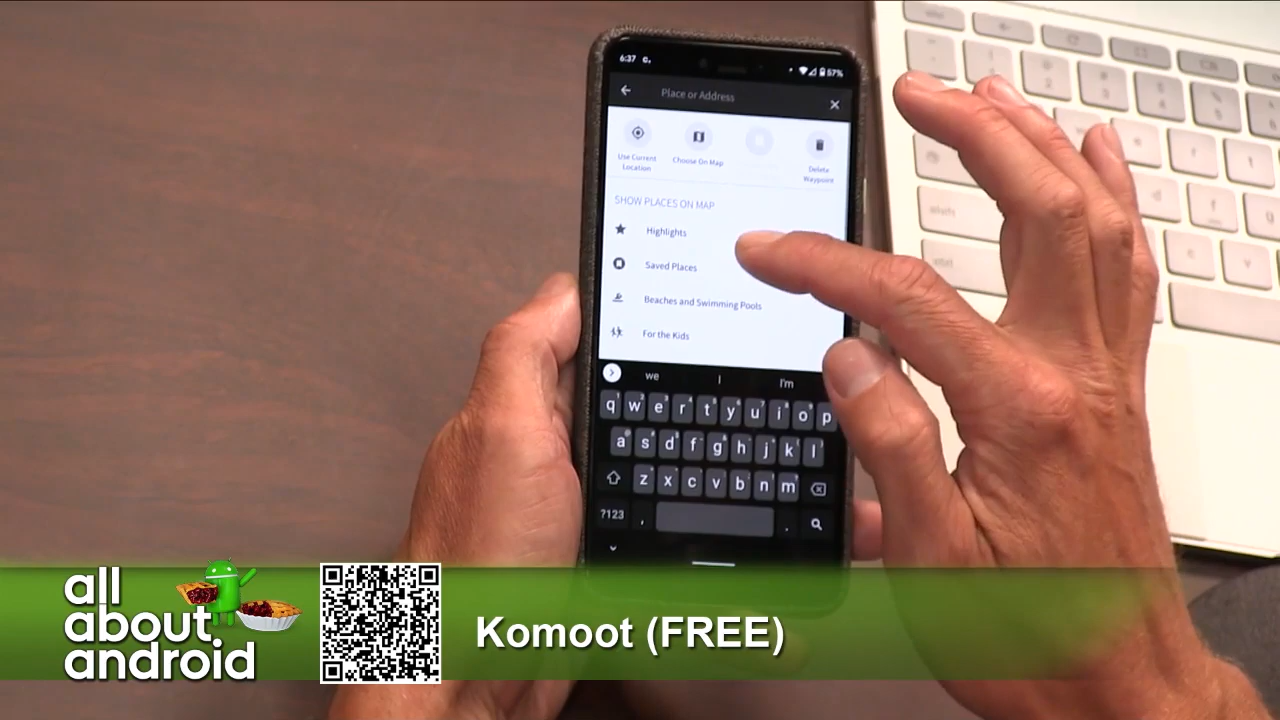 6:37
57%
Place or Address
Use Current
Location
Choose On Map
Delete
Waypoint
SHOW PLACES ON MAP
Highlights
Saved Places
Beaches and Swimming Pools
For the Kids
we I I'm
q w e r t y u i o p
a s d f g h j k l
z x c v b n m
?123 , .
all
about
android
Komoot (FREE)